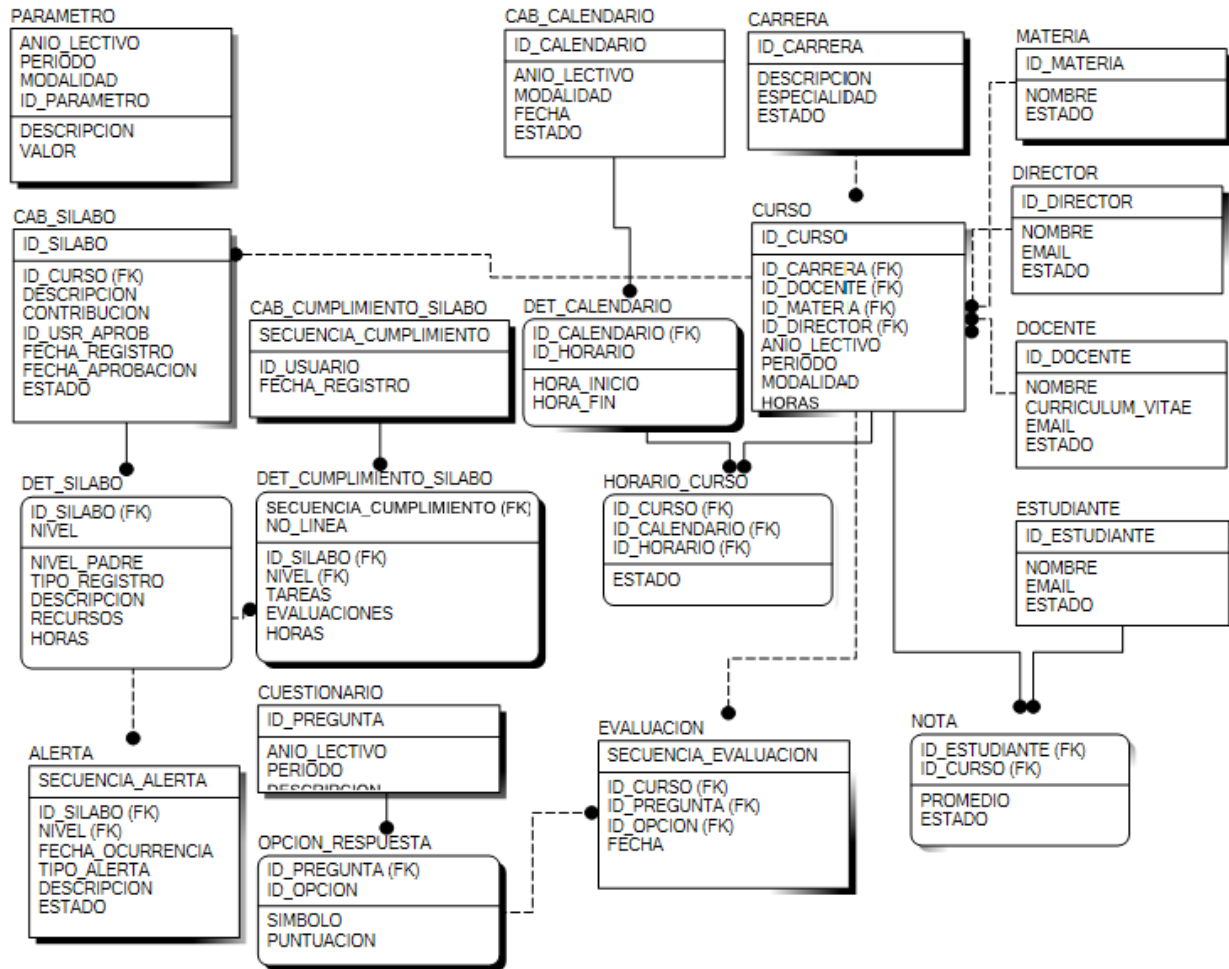 PARAMETRO
ANIO_LECTIVO
PERIODO
MODALIDAD
ID_PARAMETRO
DESCRIPCION
VALOR
CAB_CALENDARIO
ID_CALENDARIO
ANIO_LECTIVO
MODALIDAD
FECHA
ESTADO
CARRERA
ID_CARRERA
DESCRIPCION
ESPECIALIDAD
ESTADO
MATERIA
ID_MATERIA
NOMBRE
ESTADO
DIRECTOR
ID_DIRECTOR
NOMBRE
EMAIL
ESTADO
CAB_SILABO
ID_SILABO
ID_CURSO (FK)
DESCRIPCION
CONTRIBUCION
ID_USR_APROB
FECHA_REGISTRO
FECHA_APROBACION
ESTADO
CAB_CUMPLIMIENTO_SILABO
SECUENCIA_CUMPLIMIENTO
ID_USUARIO
FECHA_REGISTRO
DET_CALENDARIO
ID_CALENDARIO (FK)
ID_HORARIO
HORA_INICIO
HORA_FIN
CURSO
ID_CURSO
ID_CARRERA (FK)
ID_DOCENTE (FK)
ID_MATERIA (FK)
ID_DIRECTOR (FK)
ANIO_LECTIVO
PERIODO
MODALIDAD
HORAS
DOCENTE
ID_DOCENTE
NOMBRE
CURRICULUM_VITAE
EMAIL
ESTADO
DET_SILABO
ID_SILABO (FK)
NIVEL
NIVEL_PADRE
TIPO_REGISTRO
DESCRIPCION
RECURSOS
HORAS
DET_CUMPLIMIENTO_SILABO
SECUENCIA_CUMPLIMIENTO (FK)
NO_LINEA
ID_SILABO (FK)
NIVEL (FK)
TAREAS
EVALUACIONES
HORAS
HORARIO_CURSO
ID_CURSO (FK)
ID_CALENDARIO (FK)
ID_HORARIO (FK)
ESTADO
ESTUDIANTE
ID_ESTUDIANTE
NOMBRE
EMAIL
ESTADO
ALERTA
SECUENCIA_ALERTA
ID_SILABO (FK)
NIVEL (FK)
FECHA_OCURRENCIA
TIPO_ALERTA
DESCRIPCION
ESTADO
CUESTIONARIO
ID_PREGUNTA
ANIO_LECTIVO
PERIODO
DESCRIPCION
OPCION_RESPUESTA
ID_PREGUNTA (FK)
ID_OPCION
SIMBOLO
PUNTUACION
EVALUACION
SECUENCIA_EVALUACION
ID_CURSO (FK)
ID_PREGUNTA (FK)
ID_OPCION (FK)
FECHA
NOTA
ID_ESTUDIANTE (FK)
ID_CURSO (FK)
PROMEDIO
ESTADO